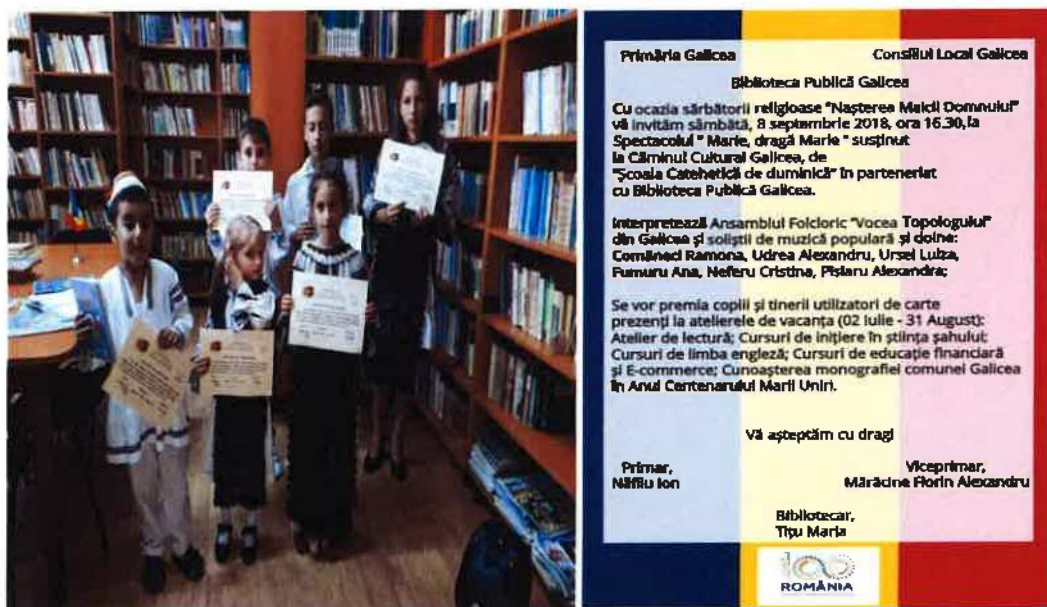 Primăria Galicea Consiliul Local Galicea
Biblioteca Publică Galicea
Cu ocazia sărbătorii religioase "Nașterea Maicii Domnului"
vă invităm sâmbătă, 8 septembrie 2018, ora 16.30, la
Spectacolul " Marie, dragă Marie " susținut
la Căminul Cultural Galicea, de
"Școala Catehetică de duminică" în parteneriat
cu Biblioteca Publică Galicea.
Interpretează Ansamblul Folcloric "Vocea Topologului"
din Galicea și soliștii de muzică populară și doine:
Comăneci Ramona, Udrea Alexandru, Ursei Luiza,
Fumuru Ana, Neferu Cristina, Pîslaru Alexandra;
Se vor premia copiii și tinerii utilizatori de carte
prezenți la atelierele de vacanța (02 Iulie - 31 August):
Atelier de lectură; Cursuri de inițiere în știința șahului;
Cursuri de limba engleză; Cursuri de educație financiară
și E-commerce; Cunoașterea monografiei comunei Galicea
în Anul Centenarului Marii Uniri.
Vă așteptăm cu drag!
Primar, Viceprimar,
Năfliu Ion Mărăcine Florin Alexandru
Bibliotecar,
Țițu Maria
100
ROMÂNIA